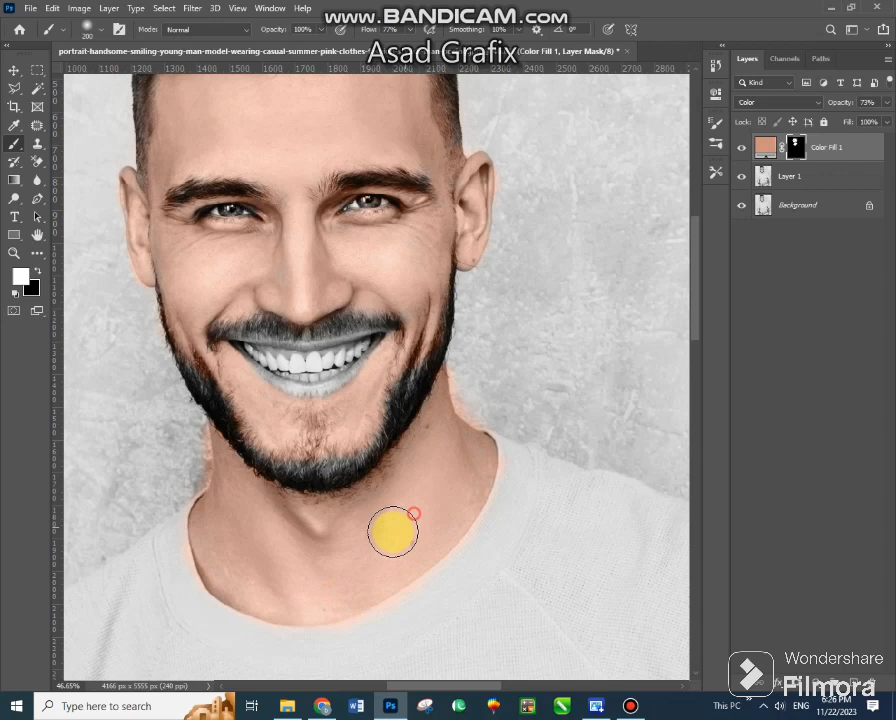 Ps File Edit Image Layer Type Select Filter 3D View Window Help
www.BANDICAM.com
200 Modes Normal Opacity: 100% Flow: 77% Smoothing: 10% 0°
Asad Grafix
portrait-handsome-smiling-young-man-model-wearing-casual-summer-pink-clothes- (Color Fill 1, Layer Mask/8) *
1000 1100 1200 1300 1400 1500 1600 1700 1800 1900 2000 2100 2200 2300 2400 2500 2600 2700 2800
Layers Channels Paths
Kind
Color Opacity: 73%
Lock: Fill: 100%
Color Fill 1
Layer 1
Background
46.65% 4166 px x 5555 px (240 ppi)
Wondershare
Filmora
Type here to search
This PC ENG 6:26 PM
11/22/2023